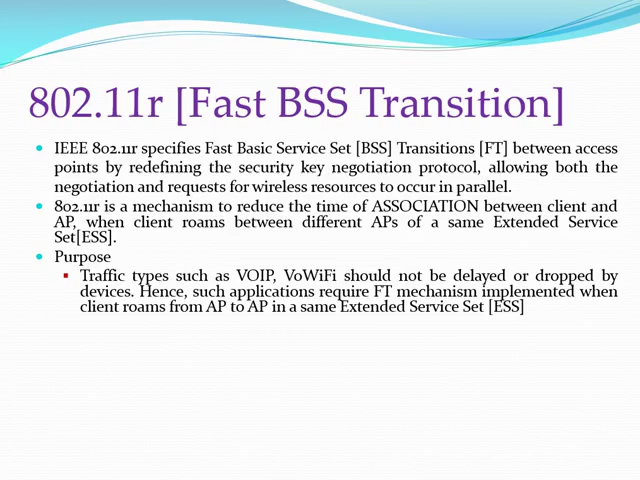 802.11r [Fast BSS Transition]
IEEE 802.11r specifies Fast Basic Service Set [BSS] Transitions [FT] between access
points by redefining the security key negotiation protocol, allowing both the
negotiation and requests for wireless resources to occur in parallel.
802.11r is a mechanism to reduce the time of ASSOCIATION between client and
AP, when client roams between different APs of a same Extended Service
Set[ESS].
Purpose
Traffic types such as VOIP, VoWiFi should not be delayed or dropped by
devices. Hence, such applications require FT mechanism implemented when
client roams from AP to AP in a same Extended Service Set [ESS]